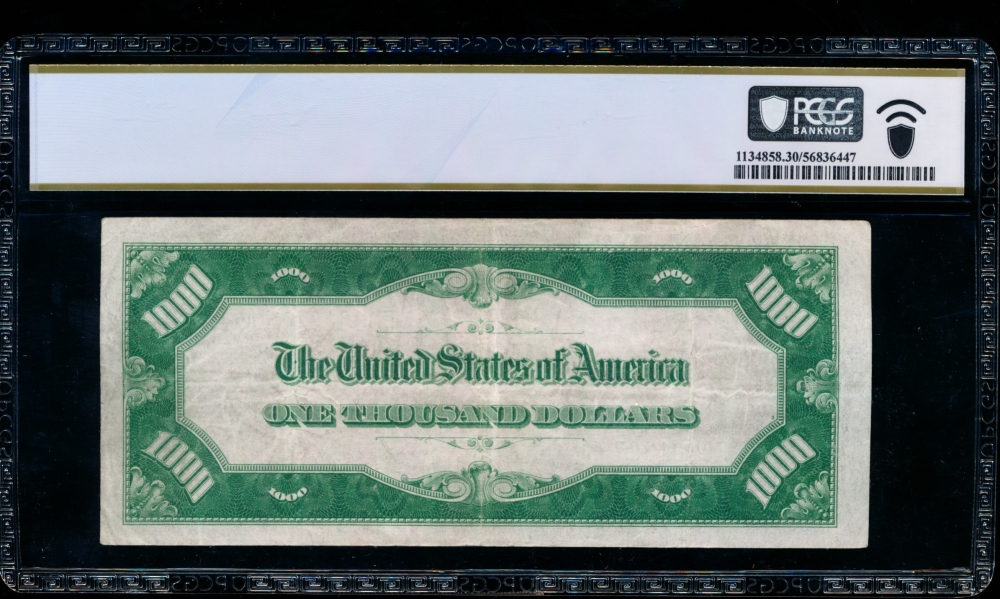 PCGS
BANKNOTE
1134858.30/56836447
1000 1000 1000 1000
The United States of America
ONE THOUSAND DOLLARS
1000 1000 1000 1000